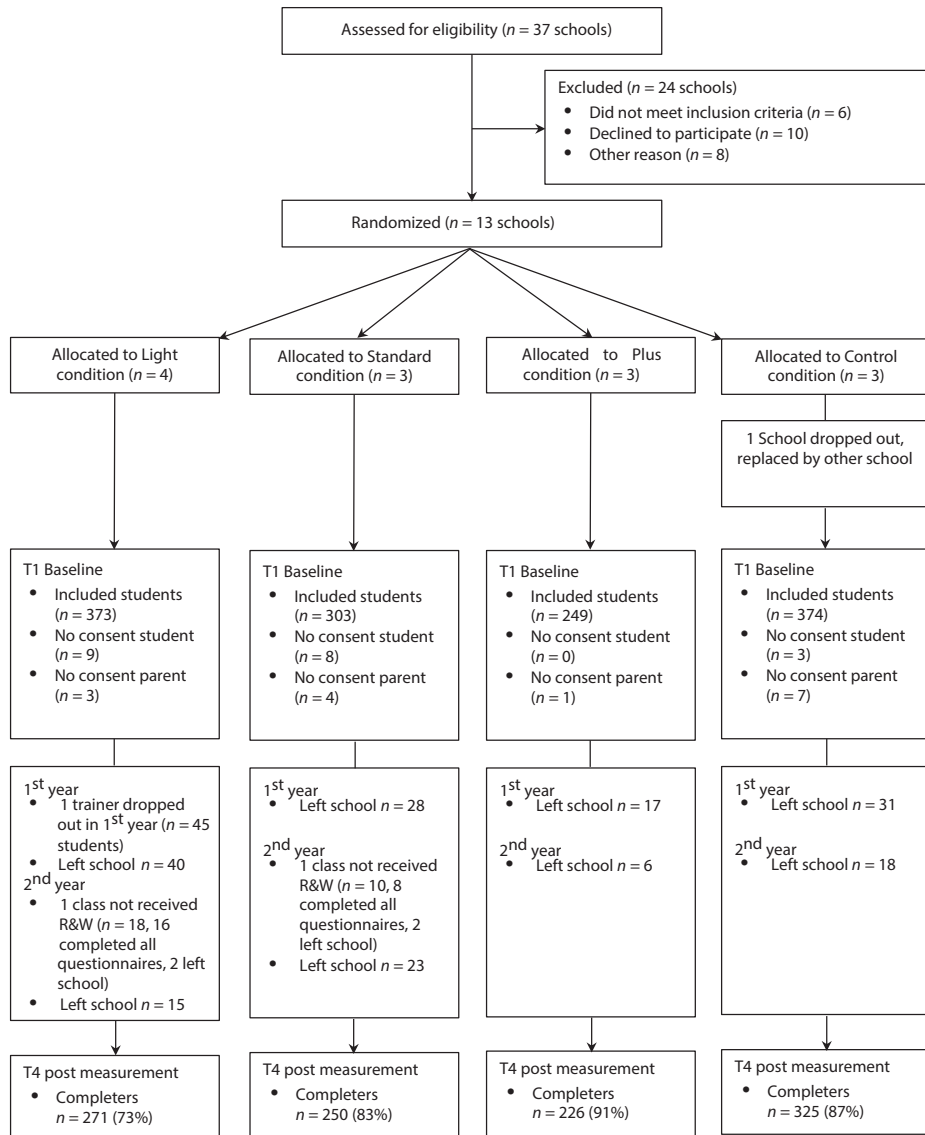 Assessed for eligibility (n = 37 schools)
Excluded (n = 24 schools)
• Did not meet inclusion criteria (n = 6)
• Declined to participate (n = 10)
• Other reason (n = 8)
Randomized (n = 13 schools)
Allocated to Light
condition (n = 4)
Allocated to Standard
condition (n = 3)
Allocated to Plus
condition (n = 3)
Allocated to Control
condition (n = 3)
1 School dropped out,
replaced by other school
T1 Baseline
• Included students
(n = 373)
• No consent student
(n = 9)
• No consent parent
(n = 3)
T1 Baseline
• Included students
(n = 303)
• No consent student
(n = 8)
• No consent parent
(n = 4)
T1 Baseline
• Included students
(n = 249)
• No consent student
(n = 0)
• No consent parent
(n = 1)
T1 Baseline
• Included students
(n = 374)
• No consent student
(n = 3)
• No consent parent
(n = 7)
1st year
• 1 trainer dropped
out in 1st year (n = 45
students)
• Left school n = 40
2nd year
• 1 class not received
R&W (n = 18, 16
completed all
questionnaires, 2 left
school)
• Left school n = 15
1st year
• Left school n = 28
2nd year
• 1 class not received
R&W (n = 10, 8
completed all
questionnaires, 2
left school)
• Left school n = 23
1st year
• Left school n = 17
2nd year
• Left school n = 6
1st year
• Left school n = 31
2nd year
• Left school n = 18
T4 post measurement
• Completers
n = 271 (73%)
T4 post measurement
• Completers
n = 250 (83%)
T4 post measurement
• Completers
n = 226 (91%)
T4 post measurement
• Completers
n = 325 (87%)